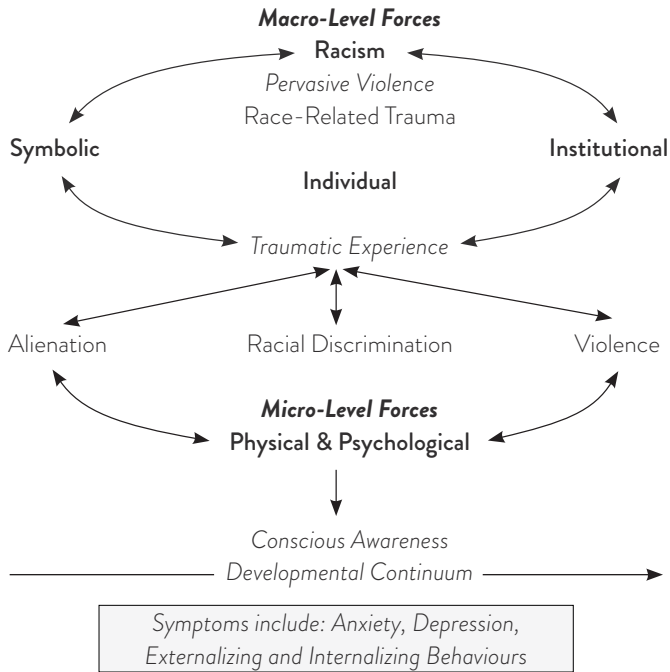 Macro-Level Forces
Racism
Pervasive Violence
Race-Related Trauma
Symbolic
Institutional
Individual
Traumatic Experience
Alienation
Racial Discrimination
Violence
Micro-Level Forces
Physical & Psychological
Conscious Awareness
Developmental Continuum
Symptoms include: Anxiety, Depression,
Externalizing and Internalizing Behaviours